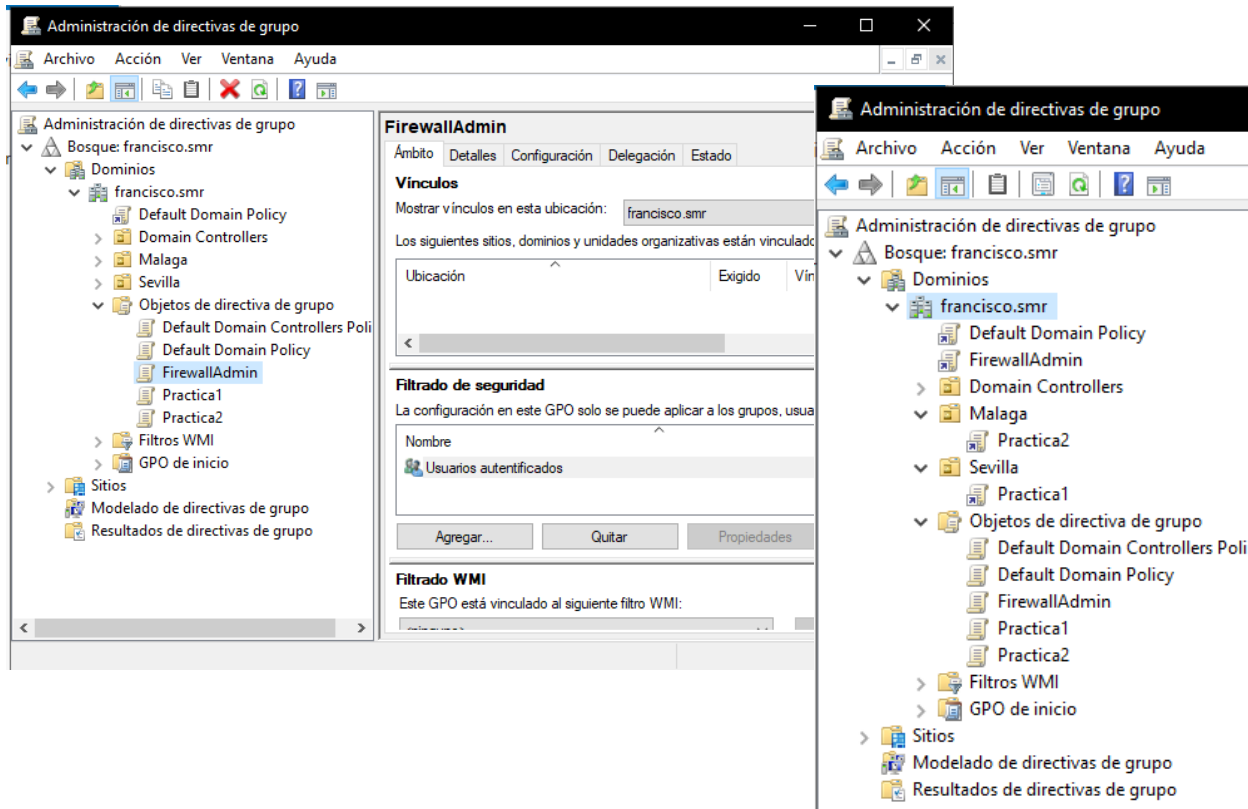 Administración de directivas de grupo
Archivo Acción Ver Ventana Ayuda
Administración de directivas de grupo
Bosque: francisco.smr
Dominios
francisco.smr
Default Domain Policy
Domain Controllers
Malaga
Sevilla
Objetos de directiva de grupo
Default Domain Controllers Poli
Default Domain Policy
FirewallAdmin
Practica1
Practica2
Filtros WMI
GPO de inicio
Sitios
Modelado de directivas de grupo
Resultados de directivas de grupo
FirewallAdmin
Ámbito Detalles Configuración Delegación Estado
Vínculos
Mostrar vínculos en esta ubicación: francisco.smr
Los siguientes sitios, dominios y unidades organizativas están vinculado
Ubicación Exigido Vín
Filtrado de seguridad
La configuración en este GPO solo se puede aplicar a los grupos, usua
Nombre
Usuarios autentificados
Agregar... Quitar Propiedades
Filtrado WMI
Este GPO está vinculado al siguiente filtro WMI:
Administración de directivas de grupo
Archivo Acción Ver Ventana Ayuda
Administración de directivas de grupo
Bosque: francisco.smr
Dominios
francisco.smr
Default Domain Policy
FirewallAdmin
Domain Controllers
Malaga
Practica2
Sevilla
Practica1
Objetos de directiva de grupo
Default Domain Controllers Poli
Default Domain Policy
FirewallAdmin
Practica1
Practica2
Filtros WMI
GPO de inicio
Sitios
Modelado de directivas de grupo
Resultados de directivas de grupo